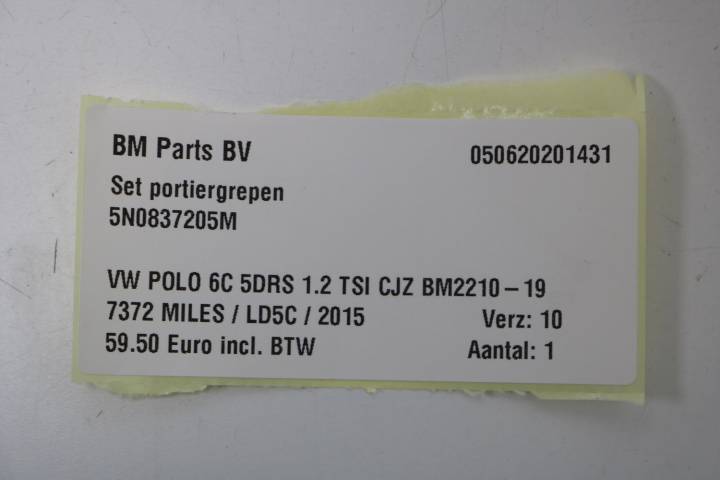 BM Parts BV 050620201431
Set portiergrepen
5N0837205M
VW POLO 6C 5DRS 1.2 TSI CJZ BM2210-19
7372 MILES / LD5C / 2015 Verz: 10
59.50 Euro incl. BTW Aantal: 1